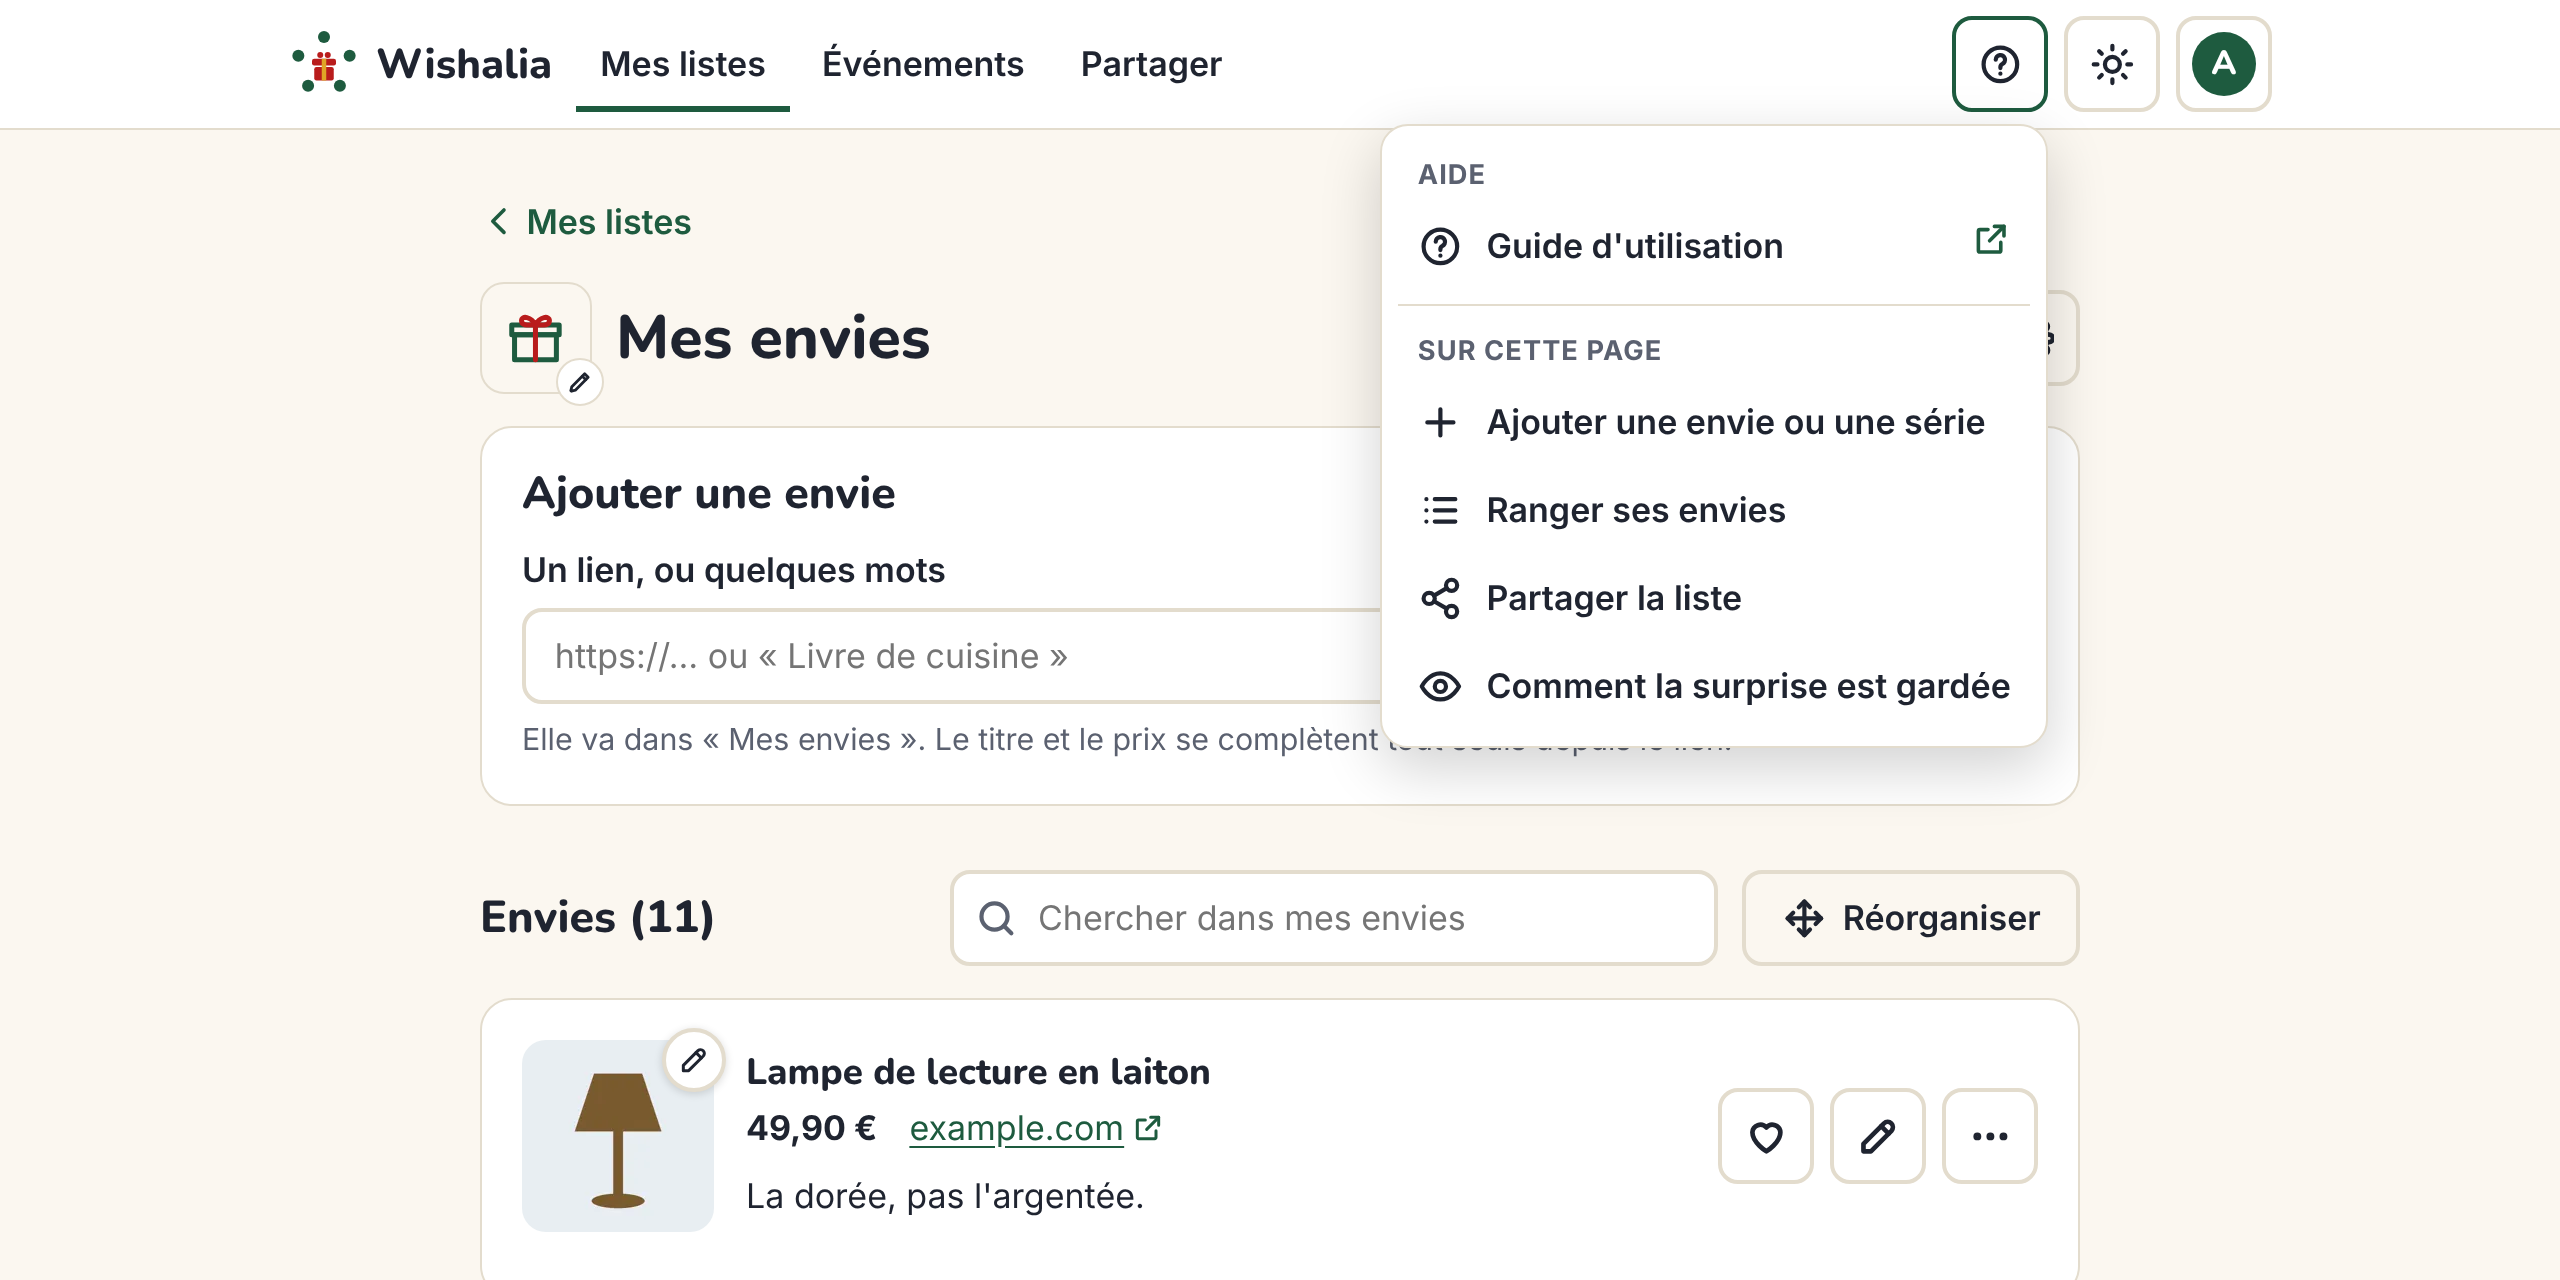 Wishalia
Mes listes
Événements
Partager
A
Mes listes
Mes envies
AIDE
Guide d'utilisation
SUR CETTE PAGE
Ajouter une envie ou une série
Ranger ses envies
Partager la liste
Comment la surprise est gardée
Ajouter une envie
Un lien, ou quelques mots
https://... ou « Livre de cuisine »
Elle va dans « Mes envies ». Le titre et le prix se complètent
Envies (11)
Chercher dans mes envies
Réorganiser
Lampe de lecture en laiton
49,90 € example.com
La dorée, pas l'argentée.